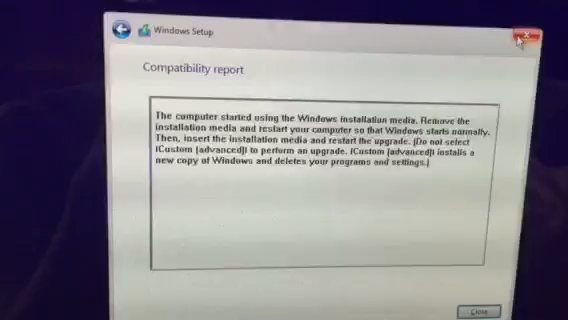 Windows Setup
Compatibility report
The computer started using the Windows installation media. Remove the
installation media and restart your computer so that Windows starts normally.
Then, insert the installation media and restart the upgrade. (Do not select
[Custom (advanced)] to perform an upgrade. [Custom (advanced)] installs a
new copy of Windows and deletes your programs and settings.)
Close